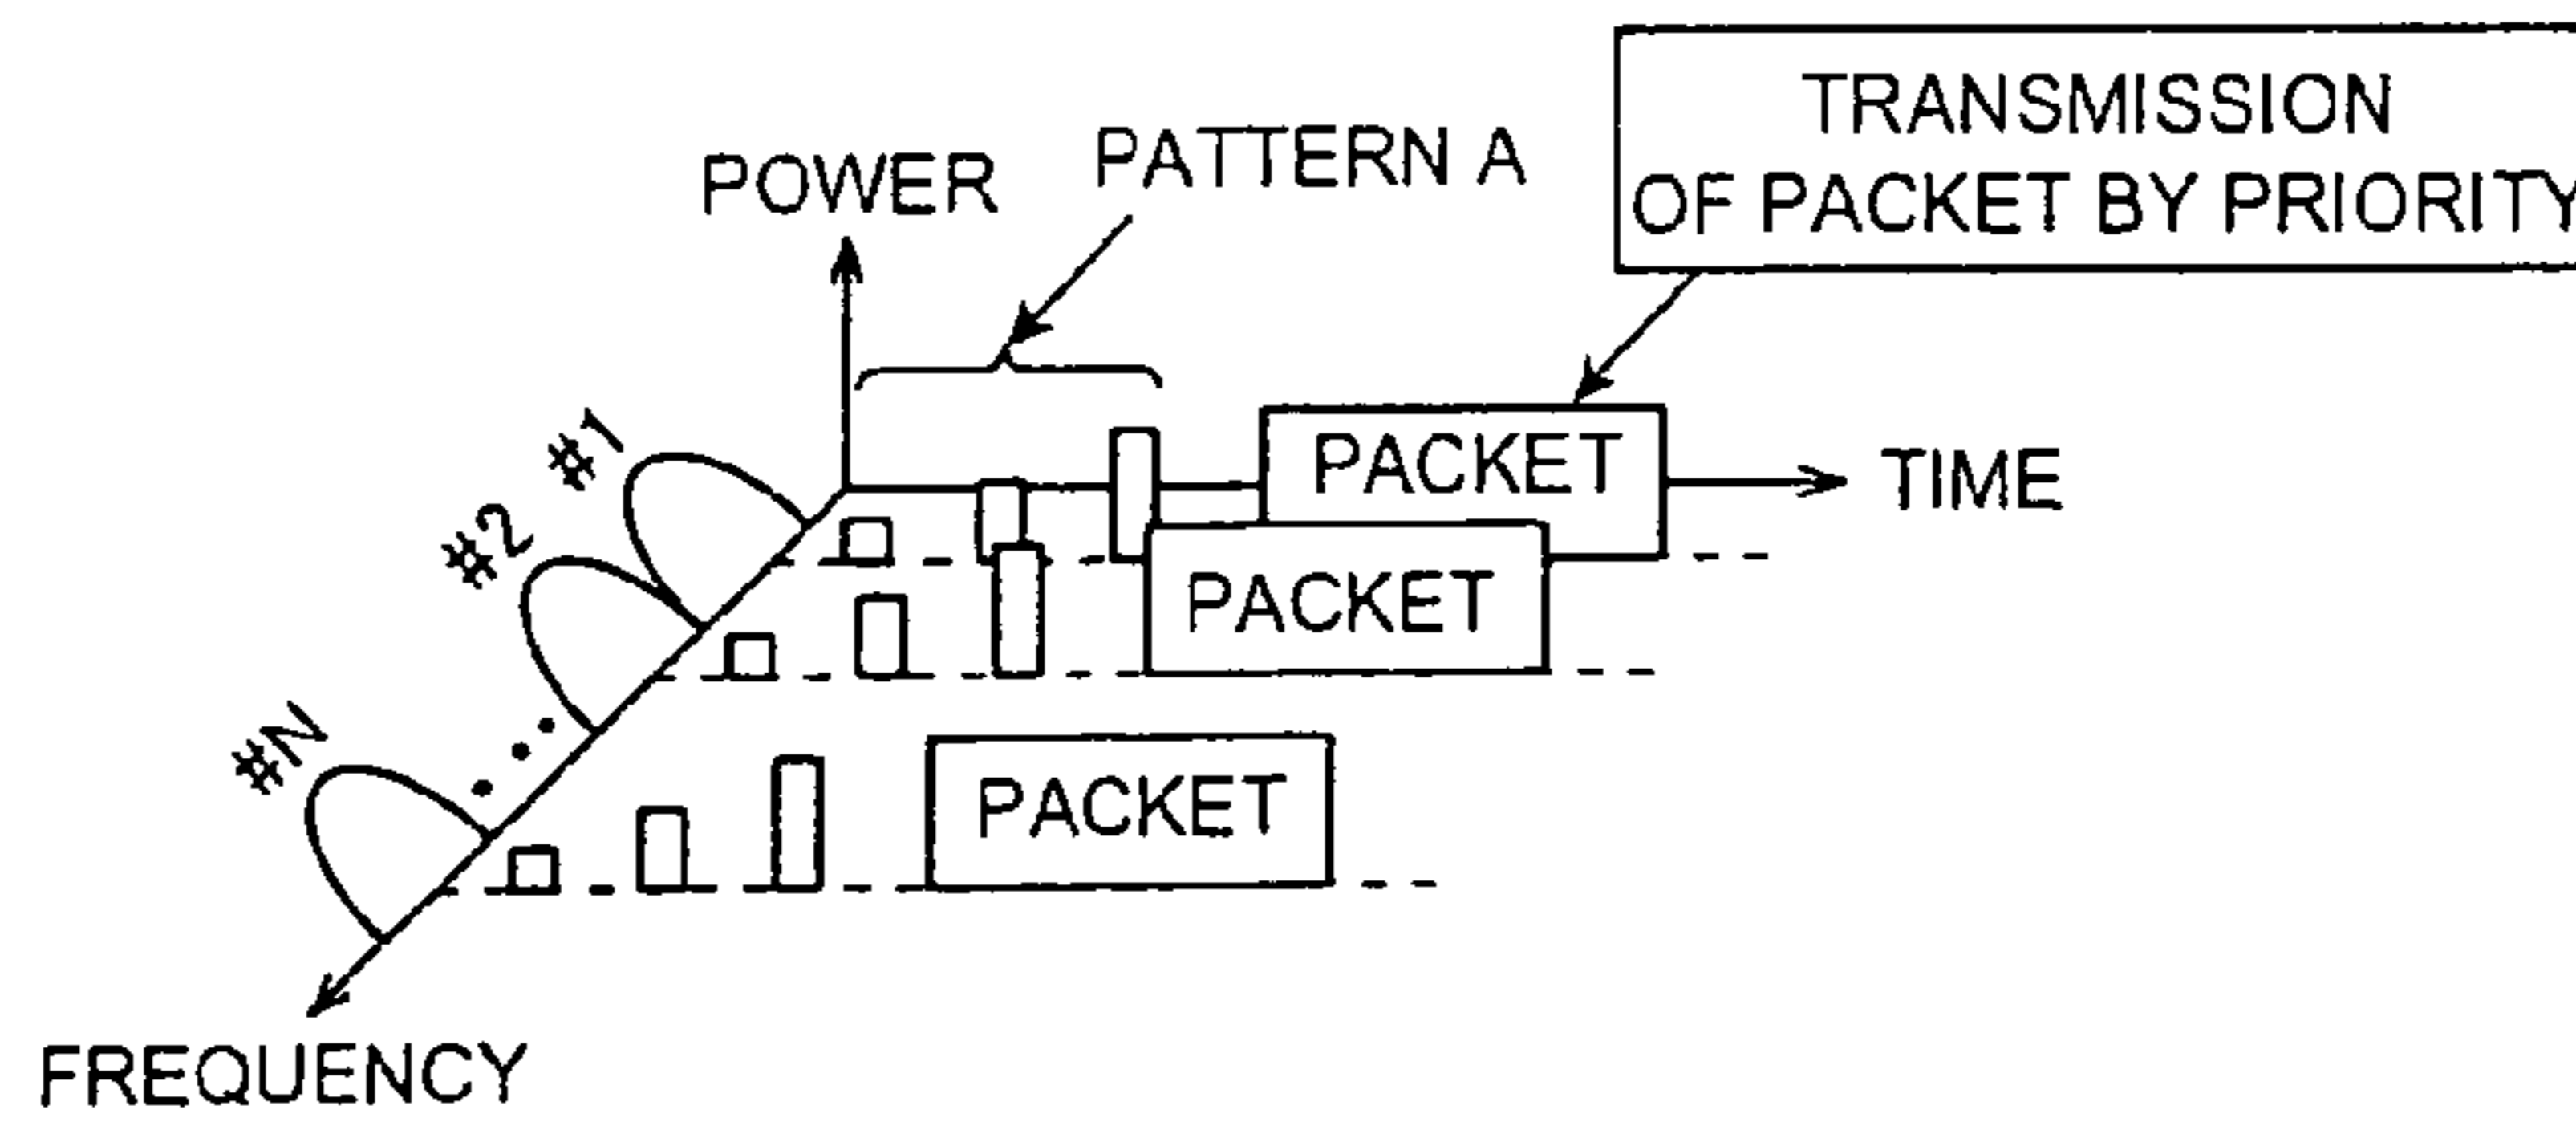 TRANSMISSION
OF PACKET BY PRIORITY
PATTERN A
POWER
#1
PACKET
TIME
#2
PACKET
#N
PACKET
FREQUENCY